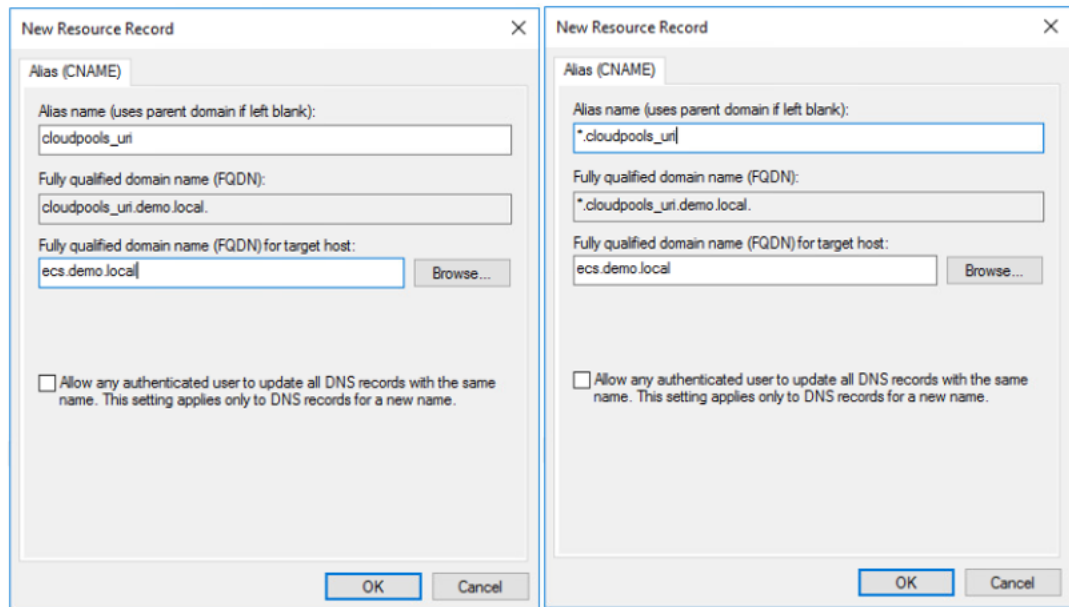 New Resource Record
Alias (CNAME)
Alias name (uses parent domain if left blank):
cloudpools_uri
Fully qualified domain name (FQDN):
cloudpools_uri.demo.local.
Fully qualified domain name (FQDN) for target host:
ecs.demo.local
Browse...
Allow any authenticated user to update all DNS records with the same
name. This setting applies only to DNS records for a new name.
OK
Cancel
New Resource Record
Alias (CNAME)
Alias name (uses parent domain if left blank):
*.cloudpools_uri
Fully qualified domain name (FQDN):
*.cloudpools_uri.demo.local.
Fully qualified domain name (FQDN) for target host:
ecs.demo.local
Browse...
Allow any authenticated user to update all DNS records with the same
name. This setting applies only to DNS records for a new name.
OK
Cancel